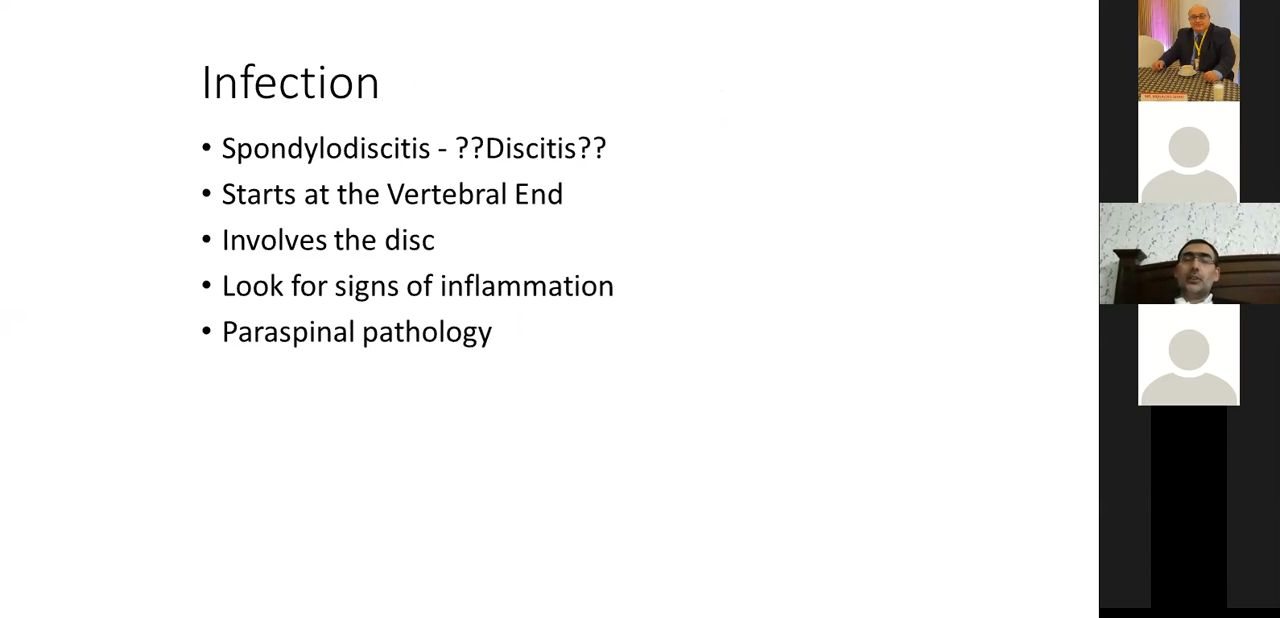 Infection
• Spondylodiscitis - ??Discitis??
• Starts at the Vertebral End
• Involves the disc
• Look for signs of inflammation
• Paraspinal pathology